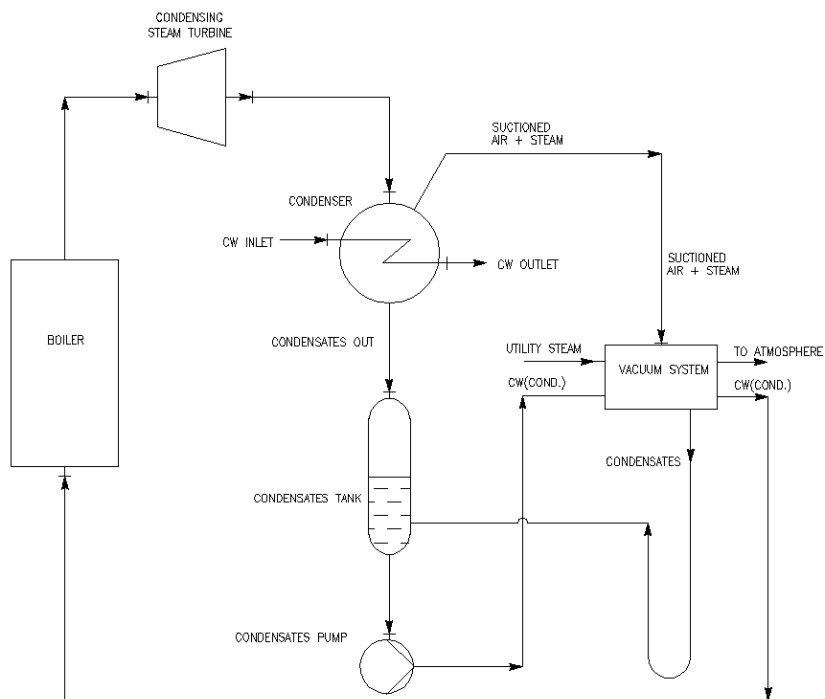 CONDENSING
STEAM TURBINE
SUCTIONED
AIR + STEAM
CONDENSER
CW INLET
CW OUTLET
SUCTIONED
AIR + STEAM
BOILER
CONDENSATES OUT
UTILITY STEAM
VACUUM SYSTEM
TO ATMOSPHERE
CW(COND.)
CW(COND.)
CONDENSATES
CONDENSATES TANK
CONDENSATES PUMP